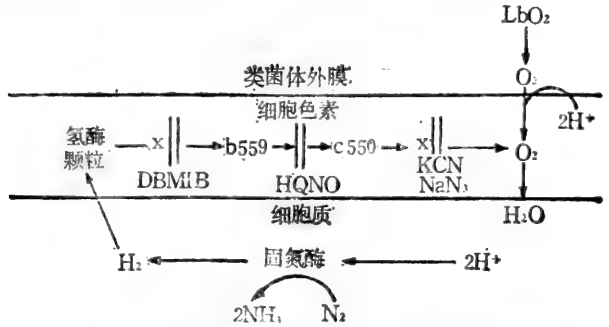 LbO₂
类菌体外膜
O₂
细胞色素
2H⁺
氢酶
颗粒
x
b559
c550
x
O₂
DBMIB
HQNO
KCN
NaN₃
细胞质
H₂O
H₂
固氮酶
2H⁺
2NH₃
N₂